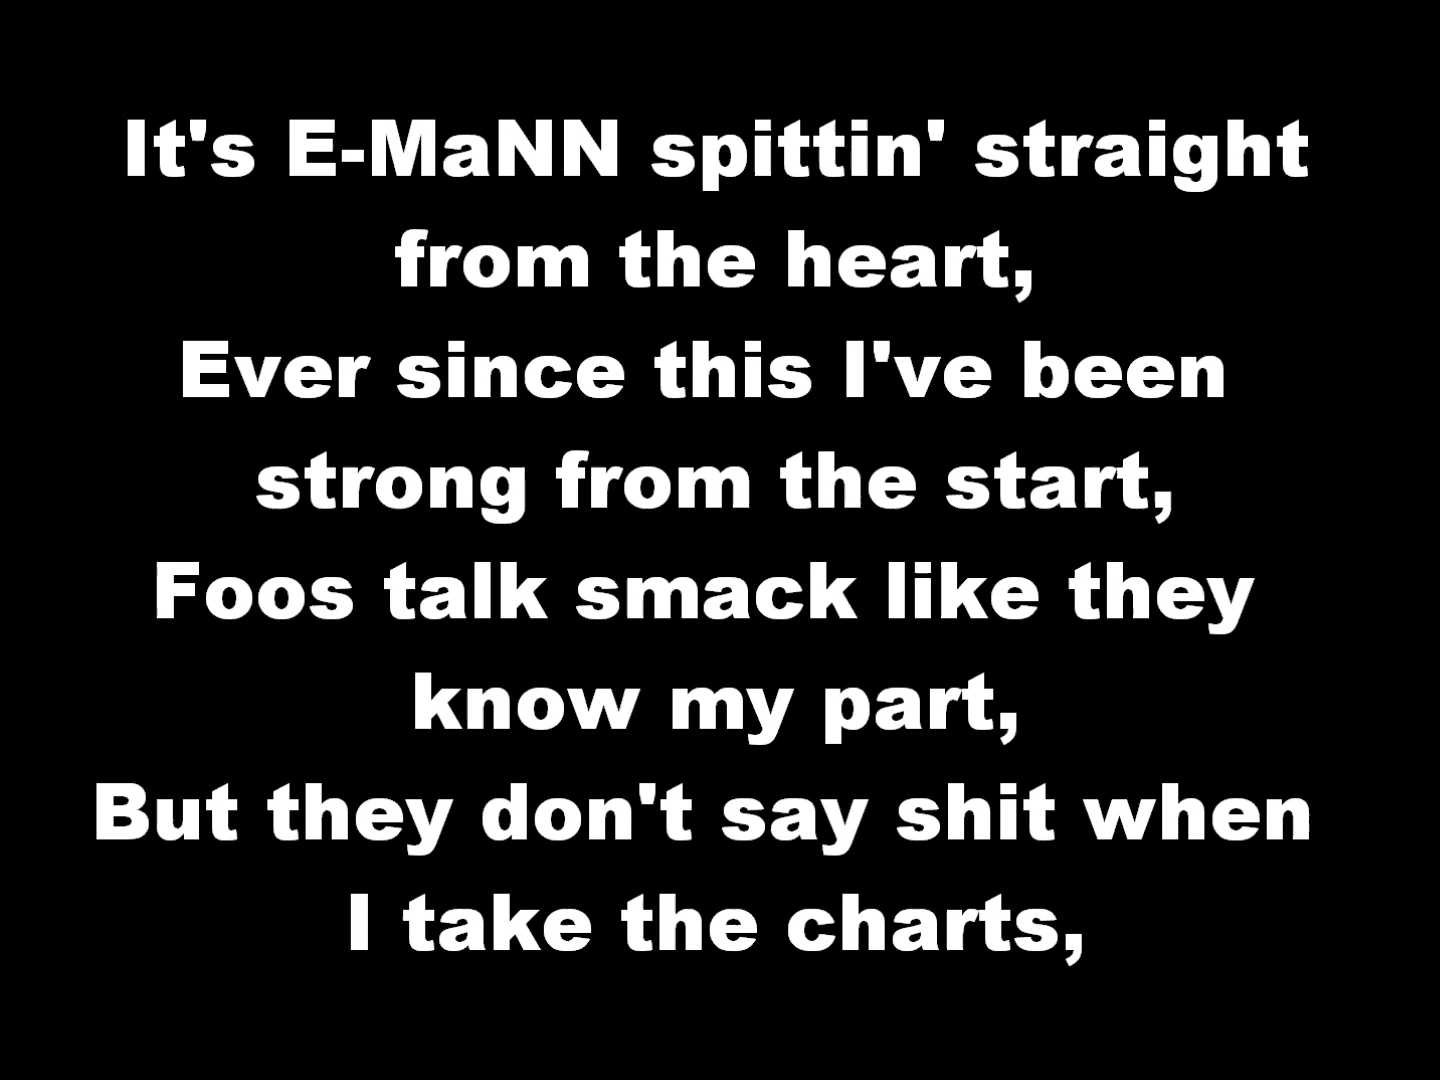 It's E-MaNN spittin' straight
from the heart,
Ever since this I've been
strong from the start,
Foos talk smack like they
know my part,
But they don't say shit when
I take the charts,